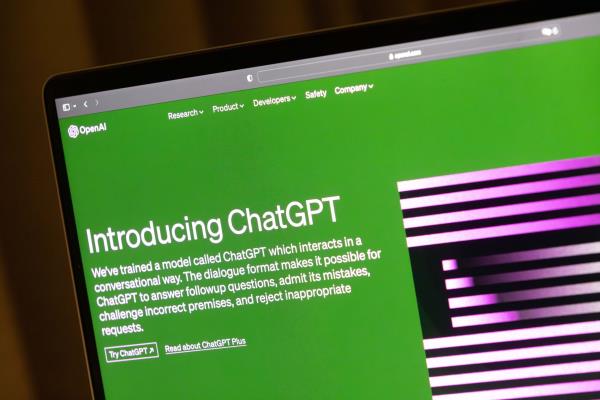 openai.com
OpenAI
Research
Product
Developers
Safety
Company
Introducing ChatGPT
We've trained a model called ChatGPT which interacts in a
conversational way. The dialogue format makes it possible for
ChatGPT to answer followup questions, admit its mistakes,
challenge incorrect premises, and reject inappropriate
requests.
Try ChatGPT ↗
Read about ChatGPT Plus